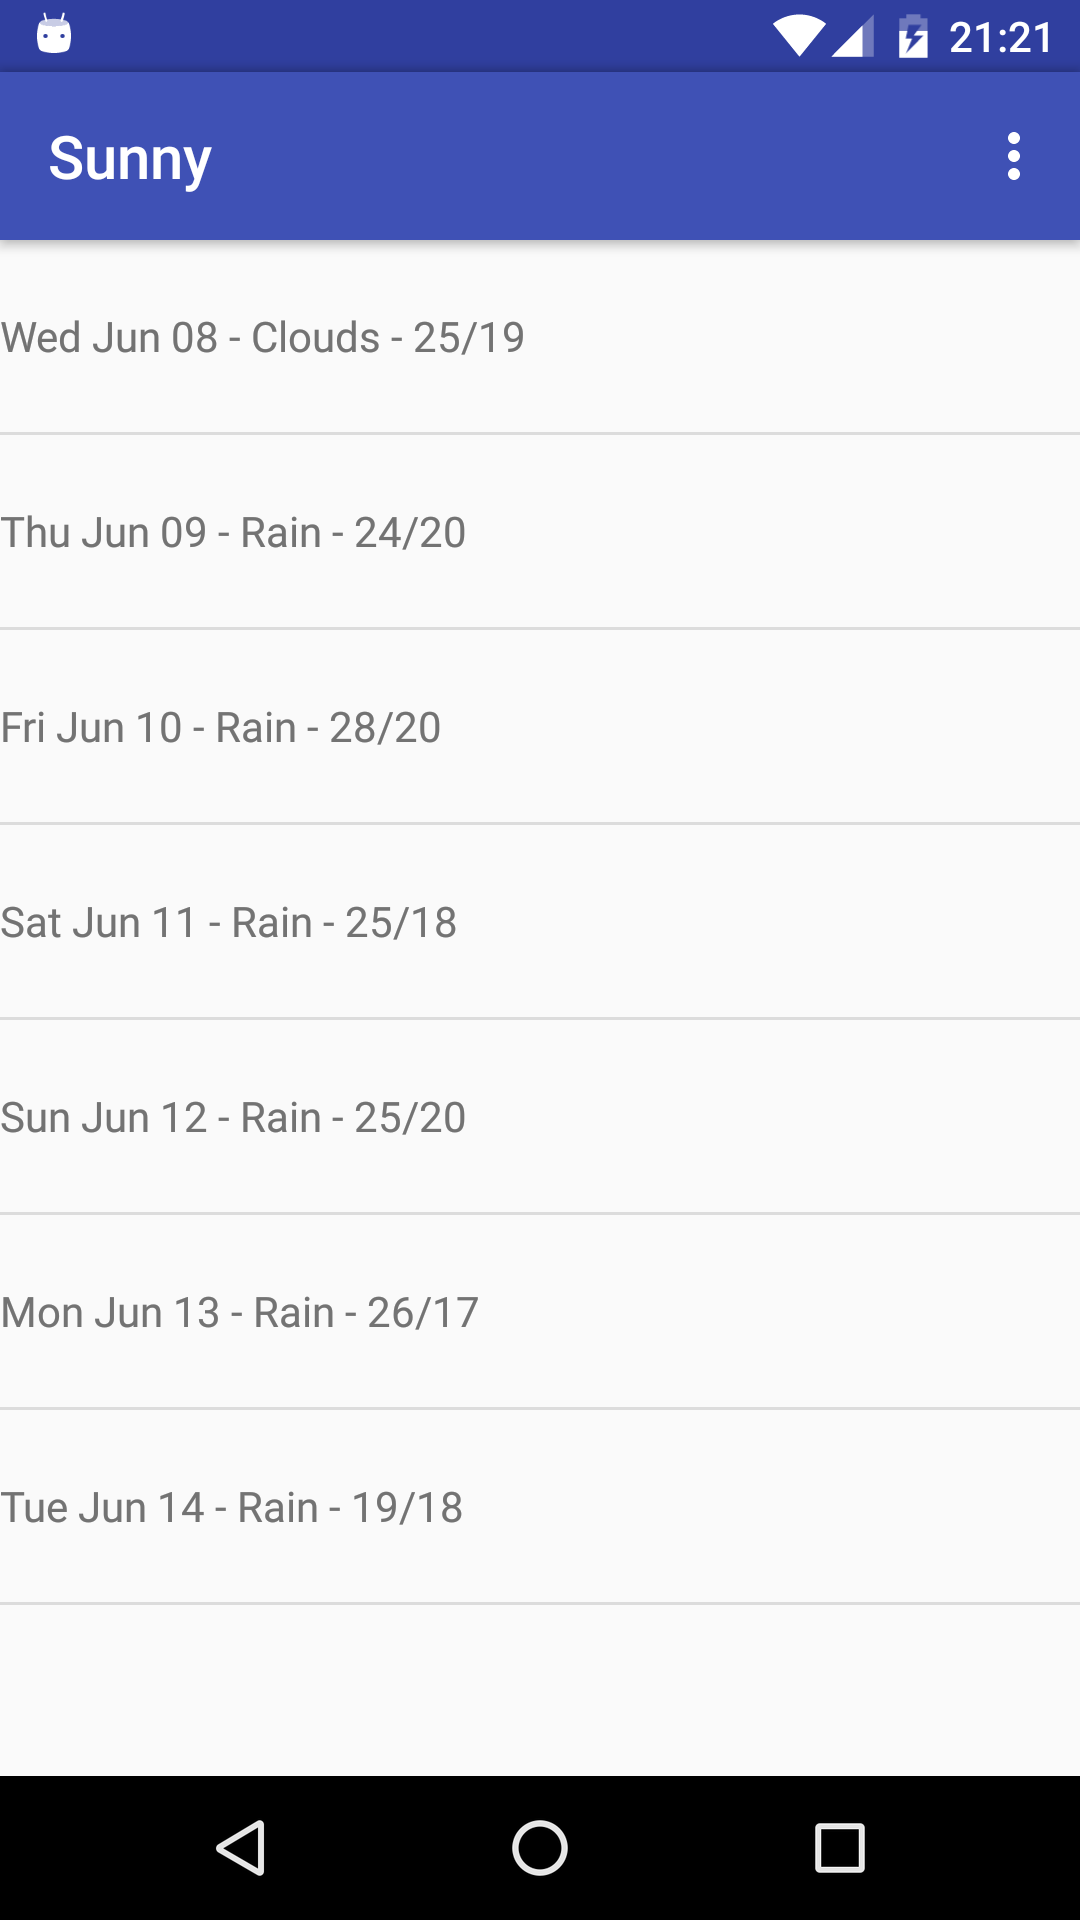 21:21
Sunny
Wed Jun 08 - Clouds - 25/19
Thu Jun 09 - Rain - 24/20
Fri Jun 10 - Rain - 28/20
Sat Jun 11 - Rain - 25/18
Sun Jun 12 - Rain - 25/20
Mon Jun 13 - Rain - 26/17
Tue Jun 14 - Rain - 19/18